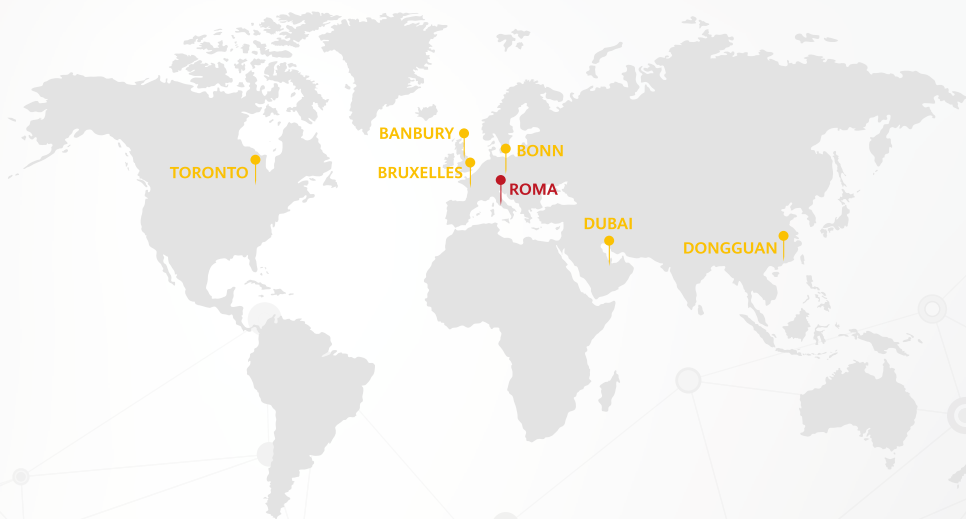 BANBURY
BONN
TORONTO
BRUXELLES
ROMA
DUBAI
DONGGUAN